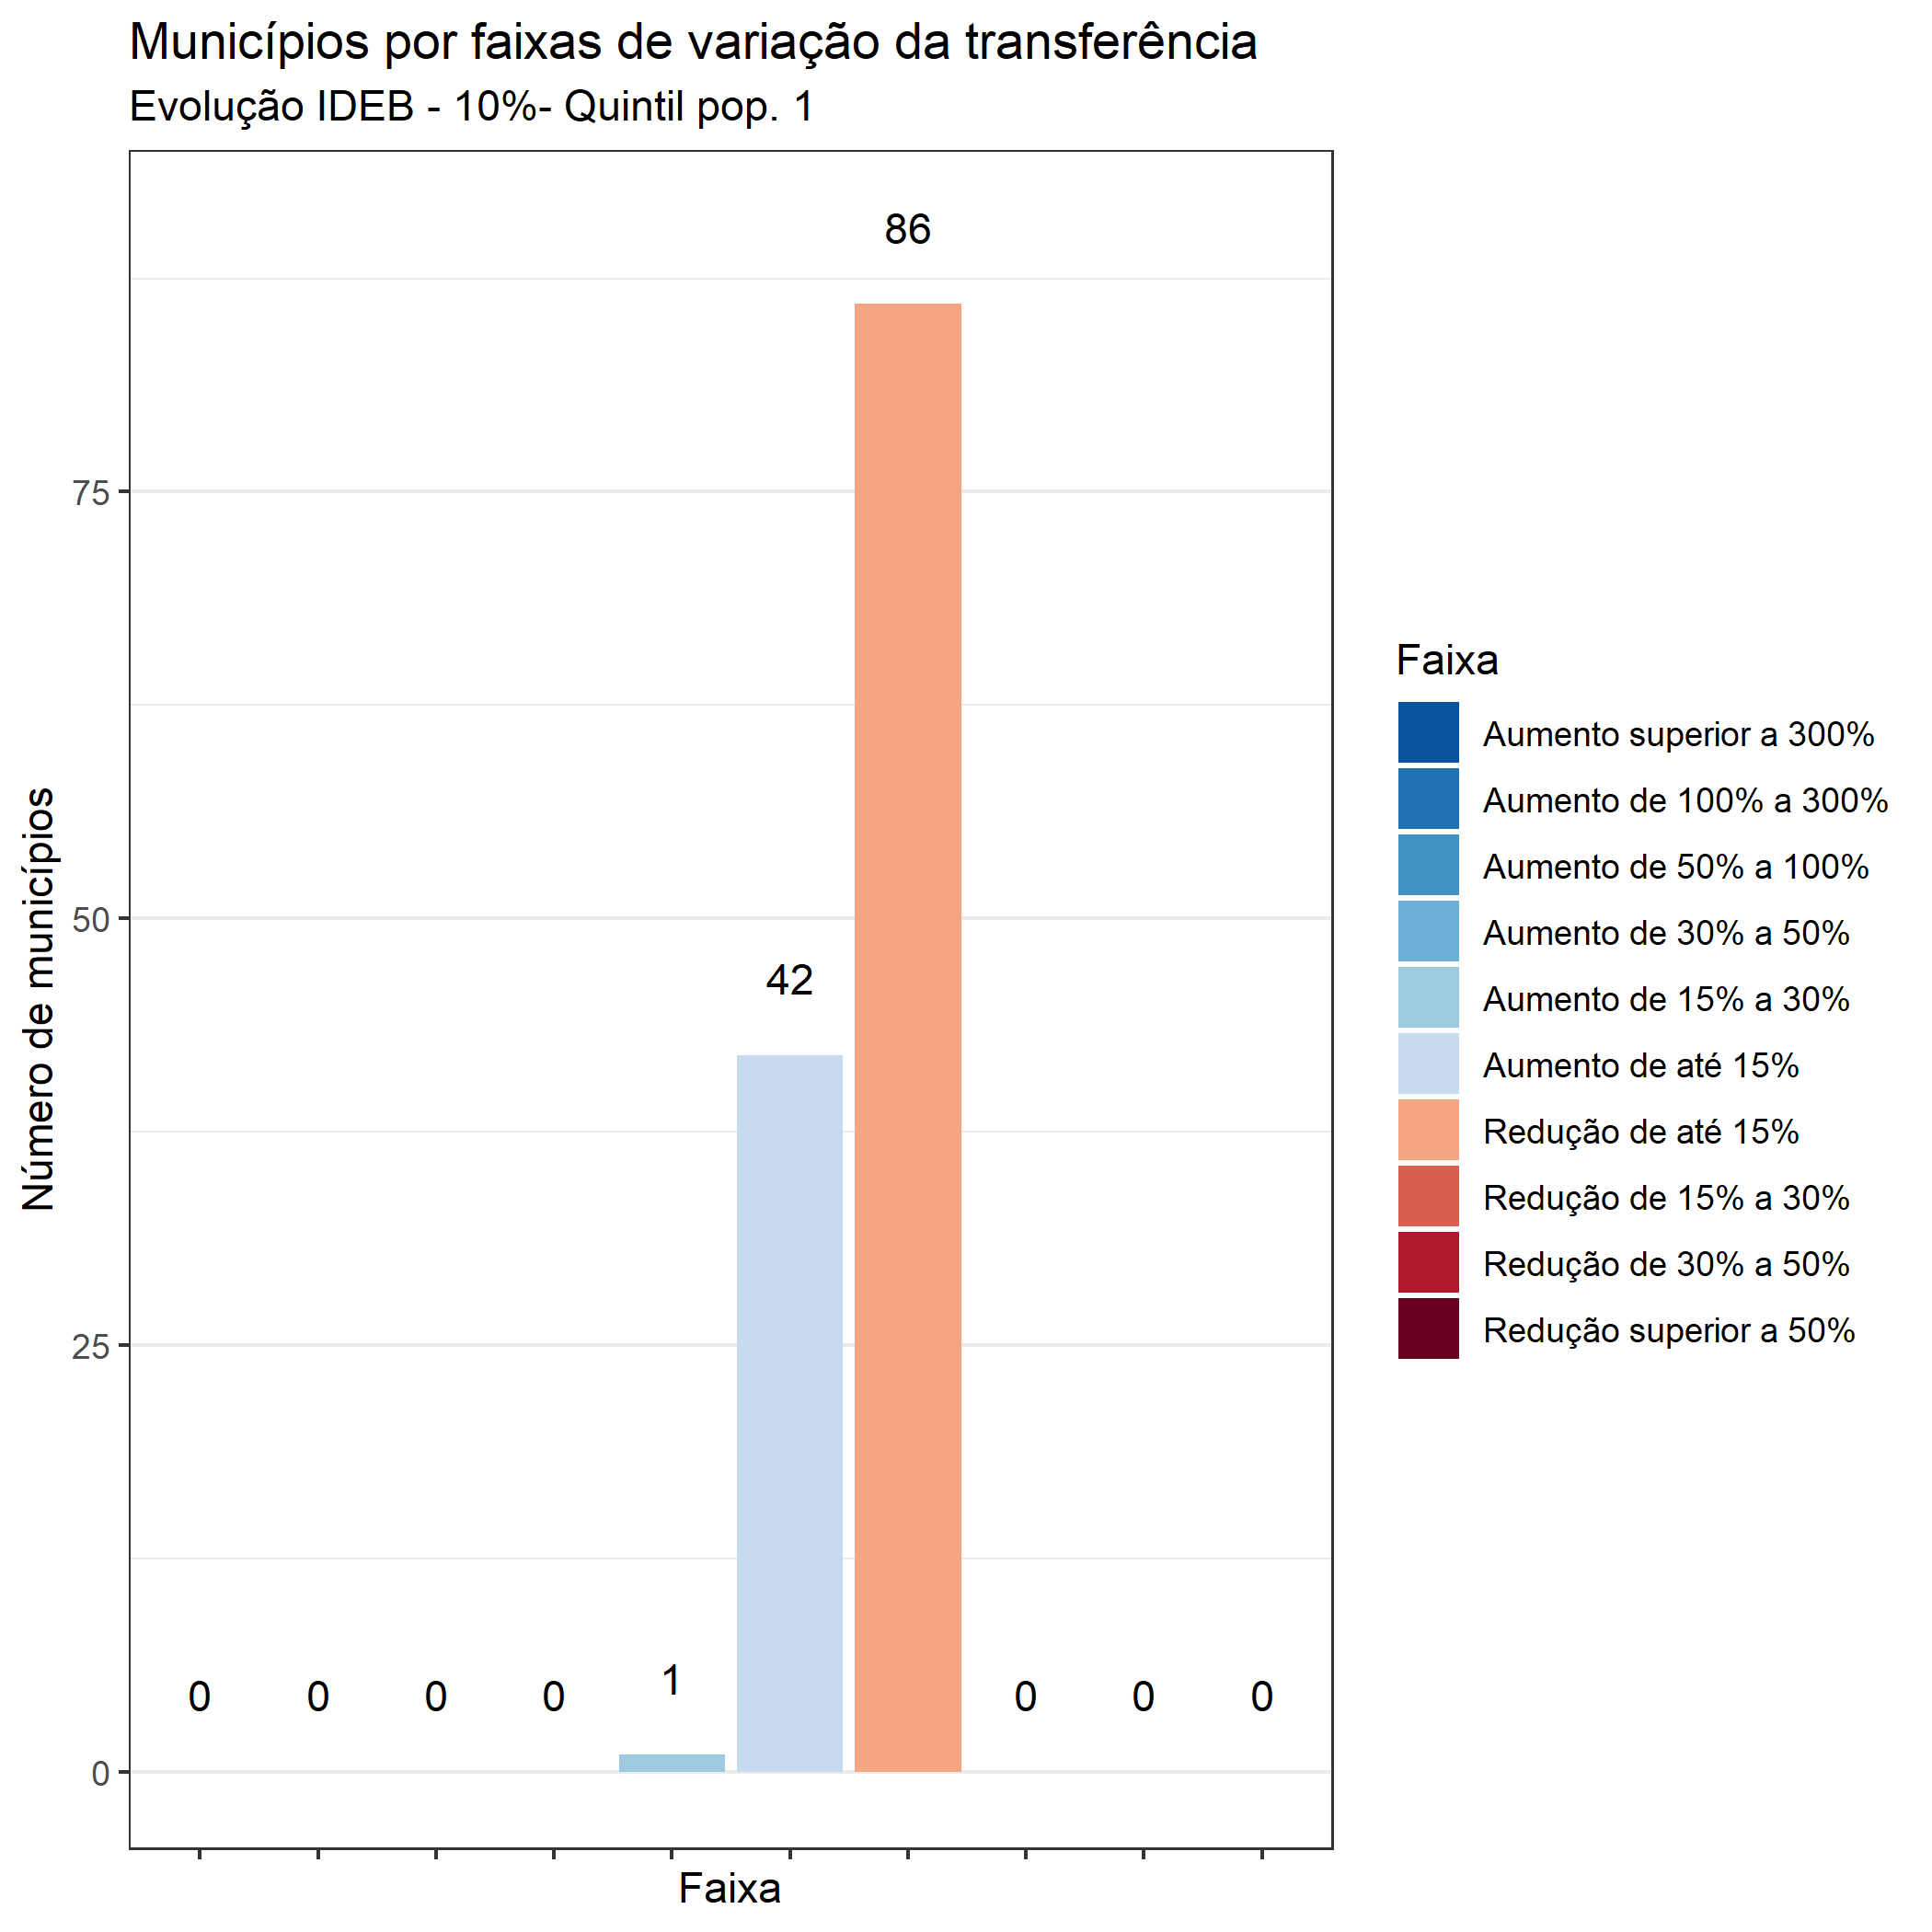 Municípios por faixas de variação da transferência
Evolução IDEB - 10%- Quintil pop. 1
86
75
50
42
25
1
0 0 0 0 0 0 0
0
Número de municípios
Faixa
Faixa
Aumento superior a 300%
Aumento de 100% a 300%
Aumento de 50% a 100%
Aumento de 30% a 50%
Aumento de 15% a 30%
Aumento de até 15%
Redução de até 15%
Redução de 15% a 30%
Redução de 30% a 50%
Redução superior a 50%